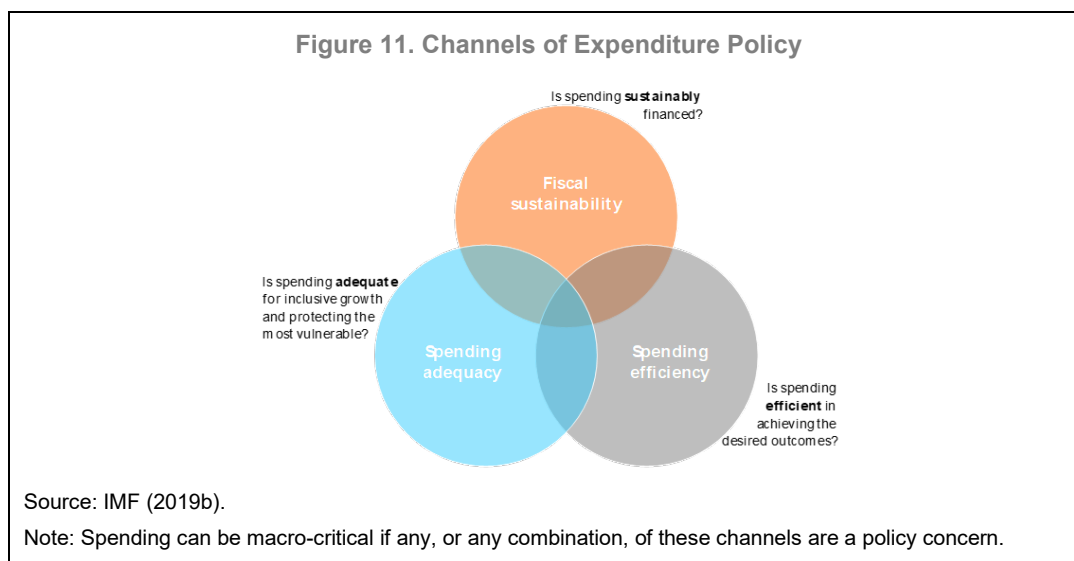 Figure 11. Channels of Expenditure Policy
Is spending sustainably
financed?
Fiscal
sustainability
Is spending adequate
for inclusive growth
and protecting the
most vulnerable?
Spending
adequacy
Spending
efficiency
Is spending
efficient in
achieving the
desired outcomes?
Source: IMF (2019b).
Note: Spending can be macro-critical if any, or any combination, of these channels are a policy concern.